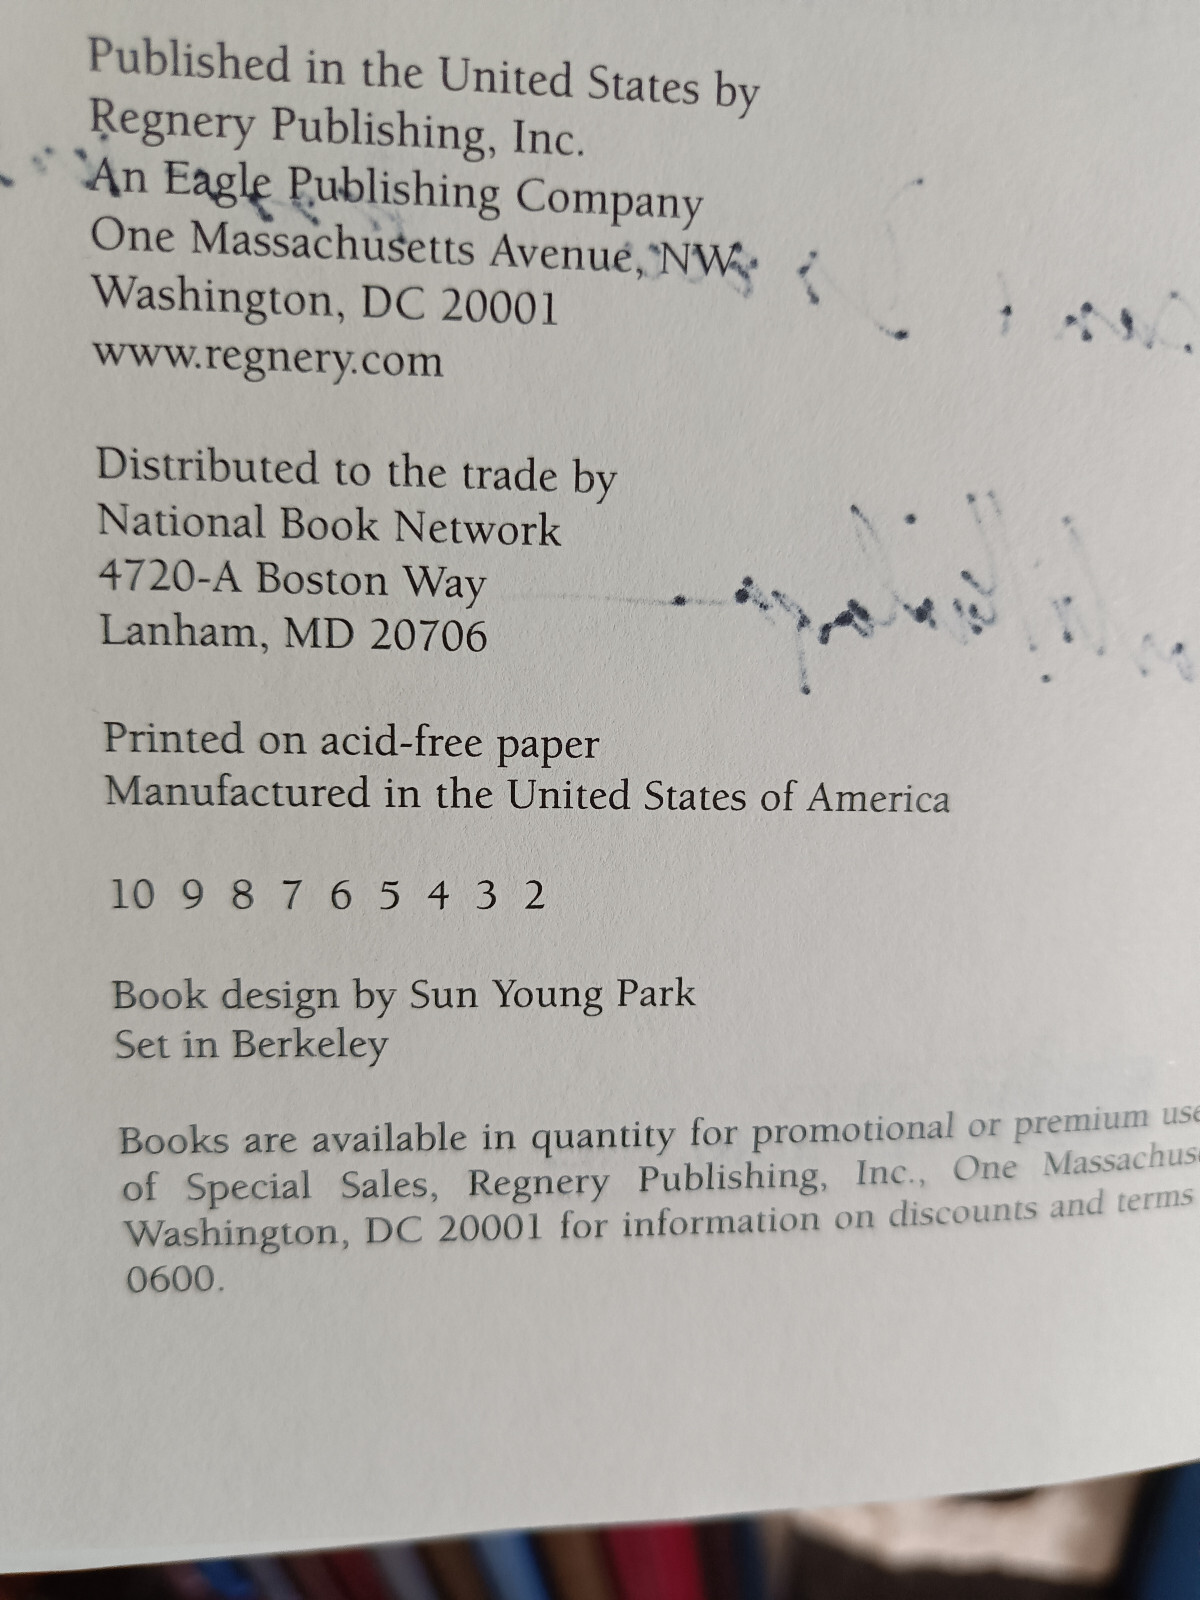 Published in the United States by
Regnery Publishing, Inc.
An Eagle Publishing Company
One Massachusetts Avenue, NW
Washington, DC 20001
www.regnery.com
Distributed to the trade by
National Book Network
4720-A Boston Way
Lanham, MD 20706
Printed on acid-free paper
Manufactured in the United States of America
10 9 8 7 6 5 4 3 2
Book design by Sun Young Park
Set in Berkeley
Books are available in quantity for promotional or premium use
of Special Sales, Regnery Publishing, Inc., One Massachus
Washington, DC 20001 for information on discounts and terms
0600.